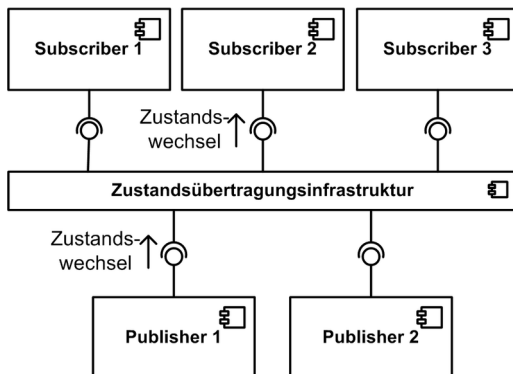 Subscriber 1
Subscriber 2
Subscriber 3
Zustands-
wechsel
Zustandsübertragungsinfrastruktur
Zustands-
wechsel
Publisher 1
Publisher 2